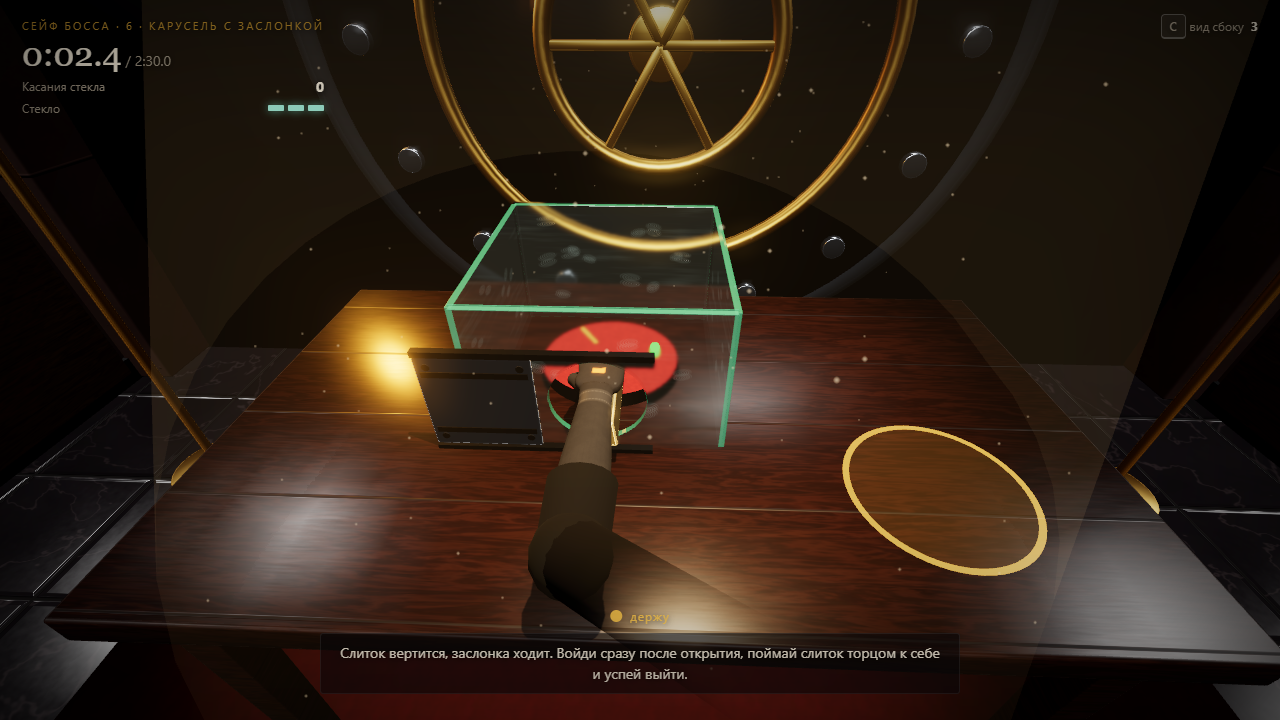 СЕЙФ БОССА · 6 · КАРУСЕЛЬ С ЗАСЛОНКОЙ
0:02.4 / 2:30.0
Касания стекла 0
Стекло
C вид сбоку 3
держу
Слиток вертится, заслонка ходит. Войди сразу после открытия, поймай слиток торцом к себе
и успей выйти.